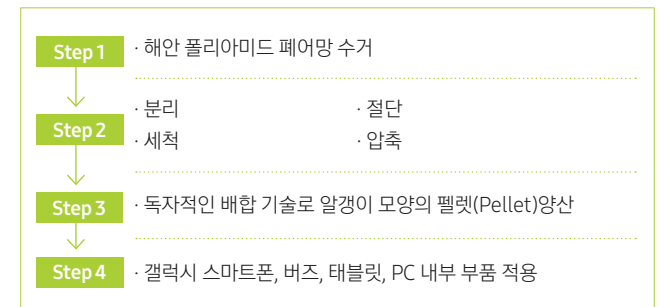 Step 1 · 해안 폴리아미드 폐어망 수거
· 분리 · 절단
Step 2
· 세척 · 압축
Step 3 · 독자적인 배합 기술로 알갱이 모양의 펠렛(Pellet)양산
Step 4 · 갤럭시 스마트폰, 버즈, 태블릿, PC 내부 부품 적용